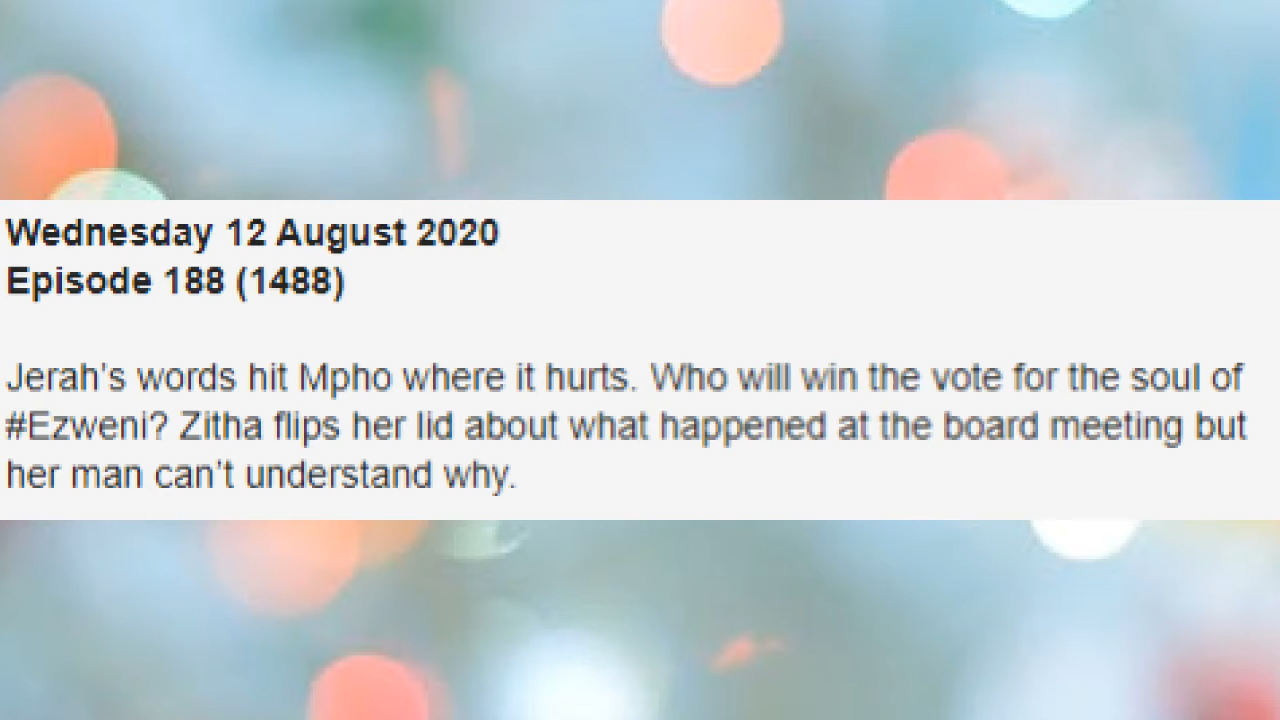 Wednesday 12 August 2020
Episode 188 (1488)
Jerah's words hit Mpho where it hurts. Who will win the vote for the soul of
#Ezweni? Zitha flips her lid about what happened at the board meeting but
her man can't understand why.